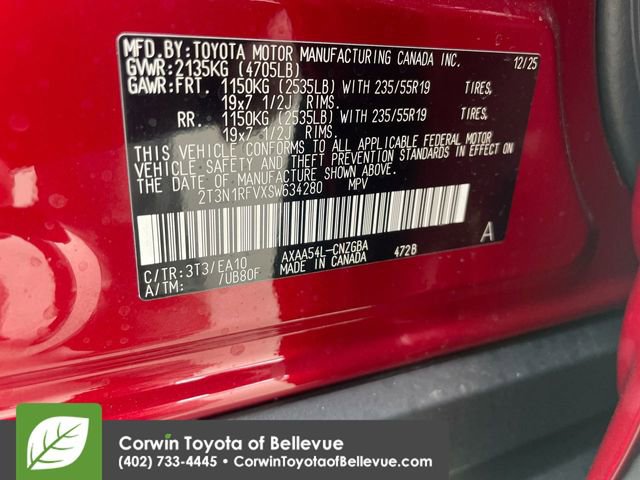 MFD.BY:TOYOTA MOTOR MANUFACTURING CANADA INC. 12/25
GVWR:2135KG (4705LB)
GAWR:FRT. 1150KG (2535LB) WITH 235/55R19 TIRES,
19x7 1/2J RIMS.
RR. 1150KG (2535LB) WITH 235/55R19 TIRES,
19x7 1/2J RIMS.
THIS VEHICLE CONFORMS TO ALL APPLICABLE FEDERAL MOTOR
VEHICLE SAFETY AND THEFT PREVENTION STANDARDS IN EFFECT ON
THE DATE OF MANUFACTURE SHOWN ABOVE.
2T3N1RFVXSW634280 MPV
C/TR:3T3/EA10 AXAA54L-CNZGBA 472B A
A/TM: /UB80F MADE IN CANADA
Corwin Toyota of Bellevue
(402) 733-4445 • CorwinToyotaofBellevue.com